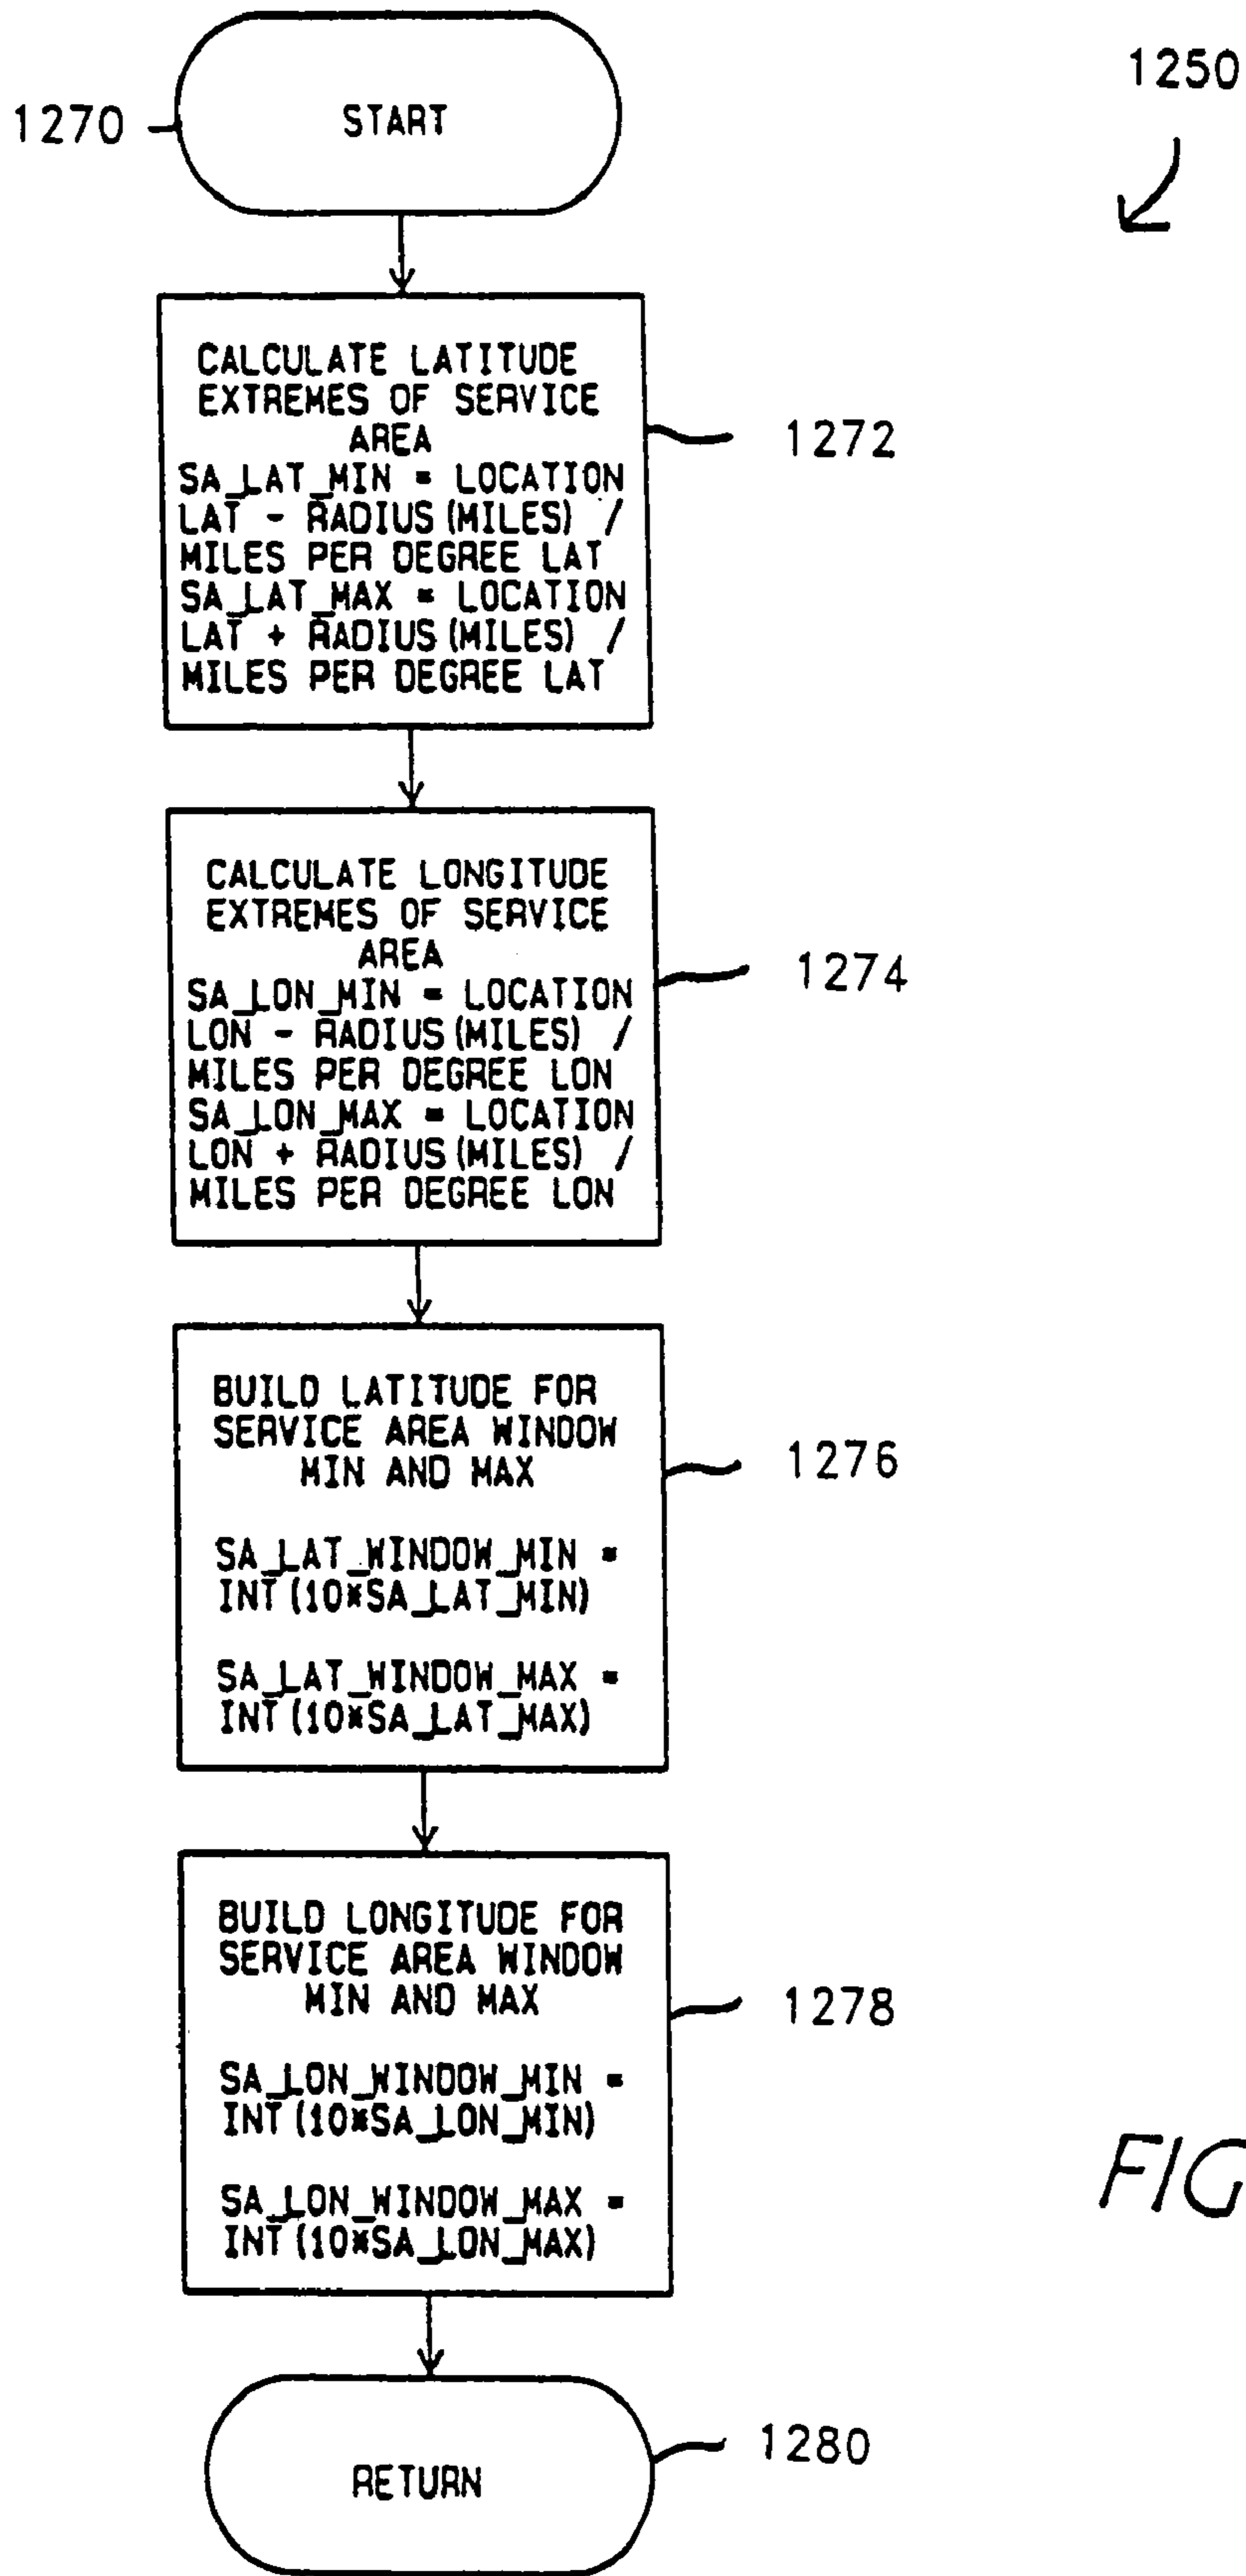 1250
1270
START
CALCULATE LATITUDE
EXTREMES OF SERVICE
AREA
SA_LAT_MIN = LOCATION
LAT - RADIUS(MILES) /
MILES PER DEGREE LAT
SA_LAT_MAX = LOCATION
LAT + RADIUS(MILES) /
MILES PER DEGREE LAT
1272
CALCULATE LONGITUDE
EXTREMES OF SERVICE
AREA
SA_LON_MIN = LOCATION
LON - RADIUS(MILES) /
MILES PER DEGREE LON
SA_LON_MAX = LOCATION
LON + RADIUS(MILES) /
MILES PER DEGREE LON
1274
BUILD LATITUDE FOR
SERVICE AREA WINDOW
MIN AND MAX
SA_LAT_WINDOW_MIN =
INT(10*SA_LAT_MIN)
SA_LAT_WINDOW_MAX =
INT(10*SA_LAT_MAX)
1276
BUILD LONGITUDE FOR
SERVICE AREA WINDOW
MIN AND MAX
SA_LON_WINDOW_MIN =
INT(10*SA_LON_MIN)
SA_LON_WINDOW_MAX =
INT(10*SA_LON_MAX)
1278
FIG
RETURN
1280